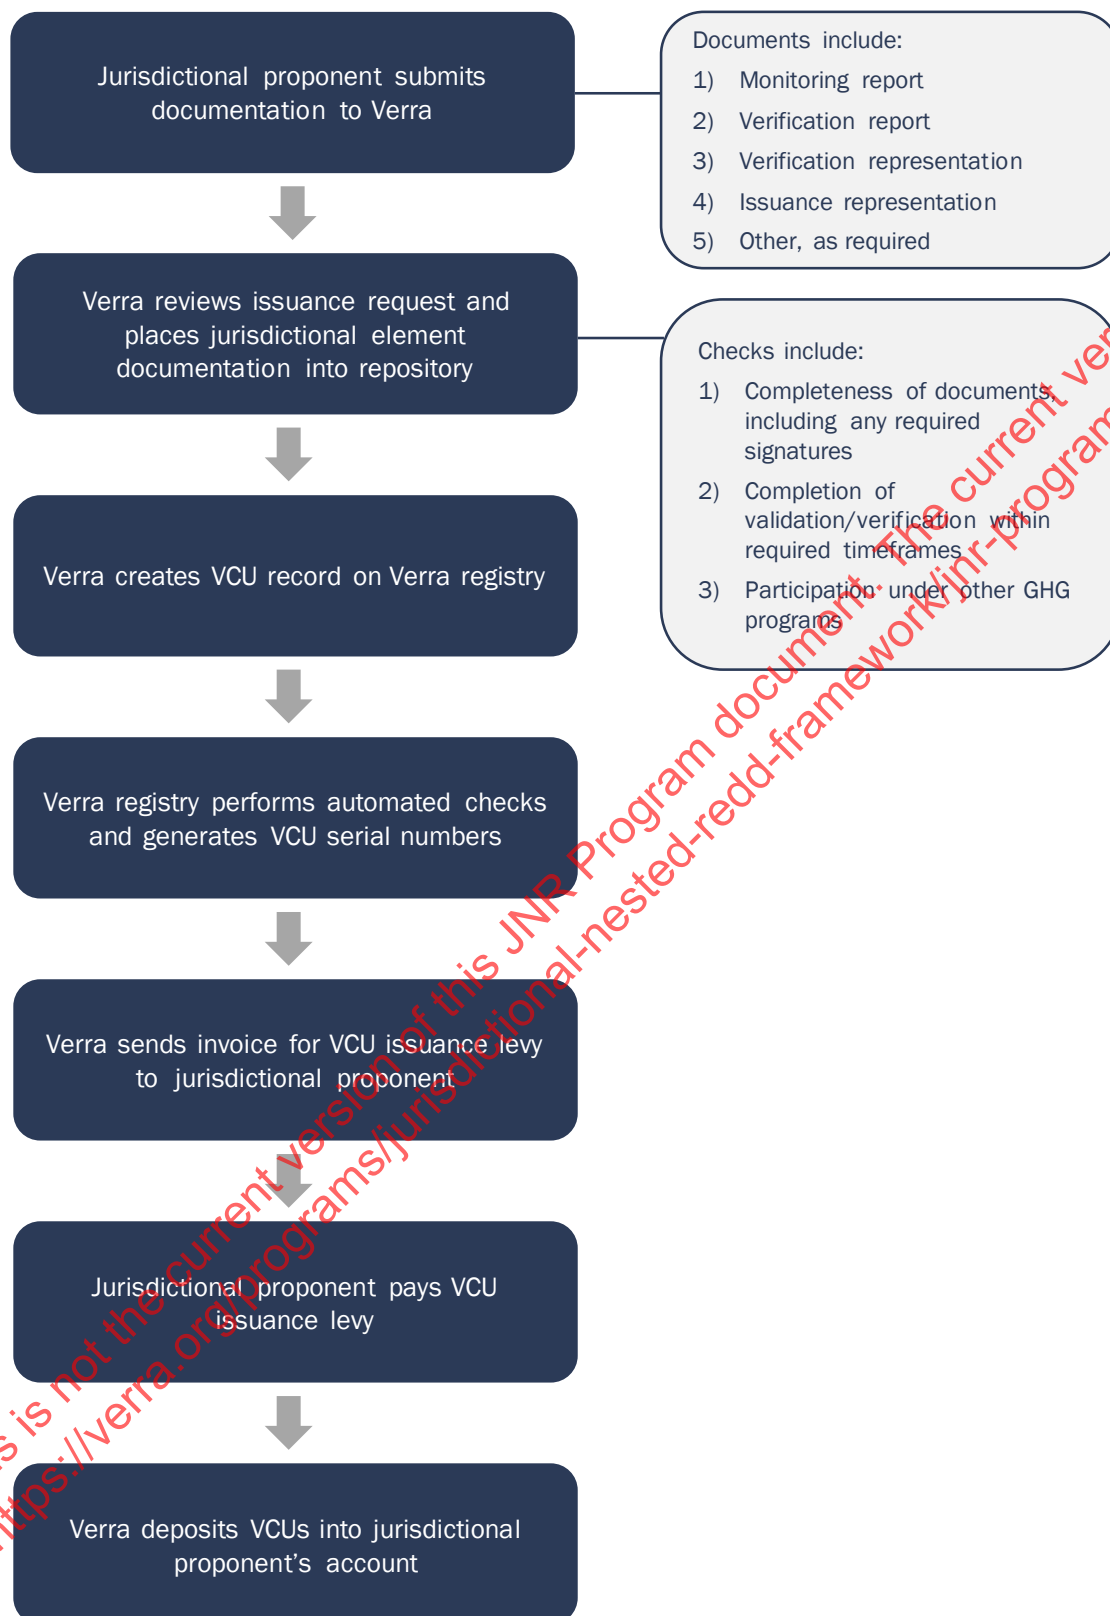 Jurisdictional proponent submits
documentation to Verra
Documents include:
1) Monitoring report
2) Verification report
3) Verification representation
4) Issuance representation
5) Other, as required
Verra reviews issuance request and
places jurisdictional element
documentation into repository
Checks include:
1) Completeness of documents,
including any required
signatures
2) Completion of
validation/verification within
required timeframes
3) Participation under other GHG
programs
Verra creates VCU record on Verra registry
Verra registry performs automated checks
and generates VCU serial numbers
Verra sends invoice for VCU issuance levy
to jurisdictional proponent
Jurisdictional proponent pays VCU
issuance levy
Verra deposits VCUs into jurisdictional
proponent's account
is not the current version of this JNR Program document. The current
https://verra.org/programs/jurisdictional-nested-redd-framework/jnr-program